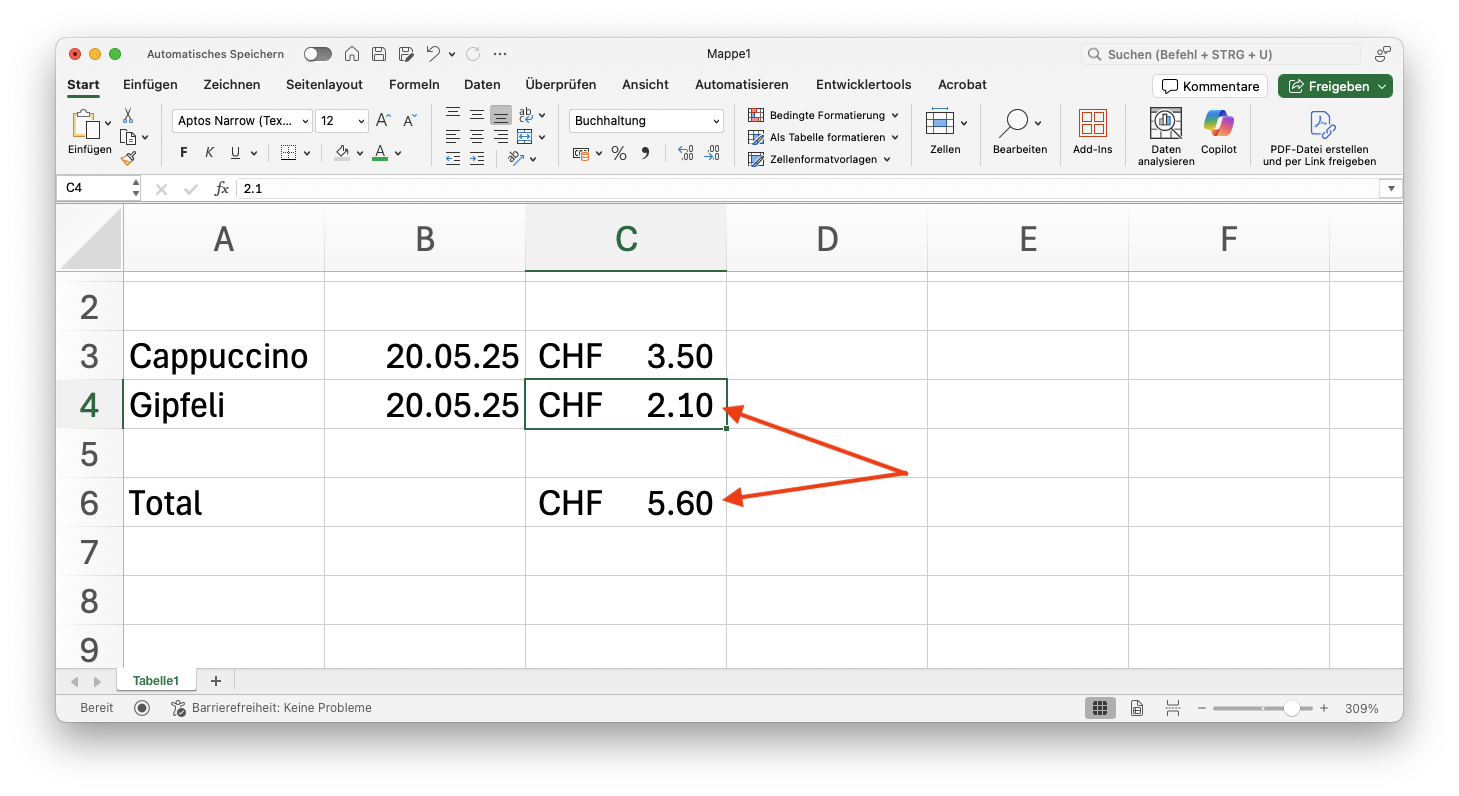 Automatisches Speichern
Mappe1
Suchen (Befehl + STRG + U)
Start Einfügen Zeichnen Seitenlayout Formeln Daten Überprüfen Ansicht Automatisieren Entwicklertools Acrobat
Kommentare
Freigeben
Einfügen
Aptos Narrow (Tex... 12
F K U
Buchhaltung
%
Bedingte Formatierung
Als Tabelle formatieren
Zellenformatvorlagen
Zellen
Bearbeiten
Add-Ins
Daten
analysieren
Copilot
PDF-Datei erstellen
und per Link freigeben
C4 fx 2.1
A B C D E F
2
3 Cappuccino 20.05.25 CHF 3.50
4 Gipfeli 20.05.25 CHF 2.10
5
6 Total CHF 5.60
7
8
9
Tabelle1 +
Bereit Barrierefreiheit: Keine Probleme
− + 309%